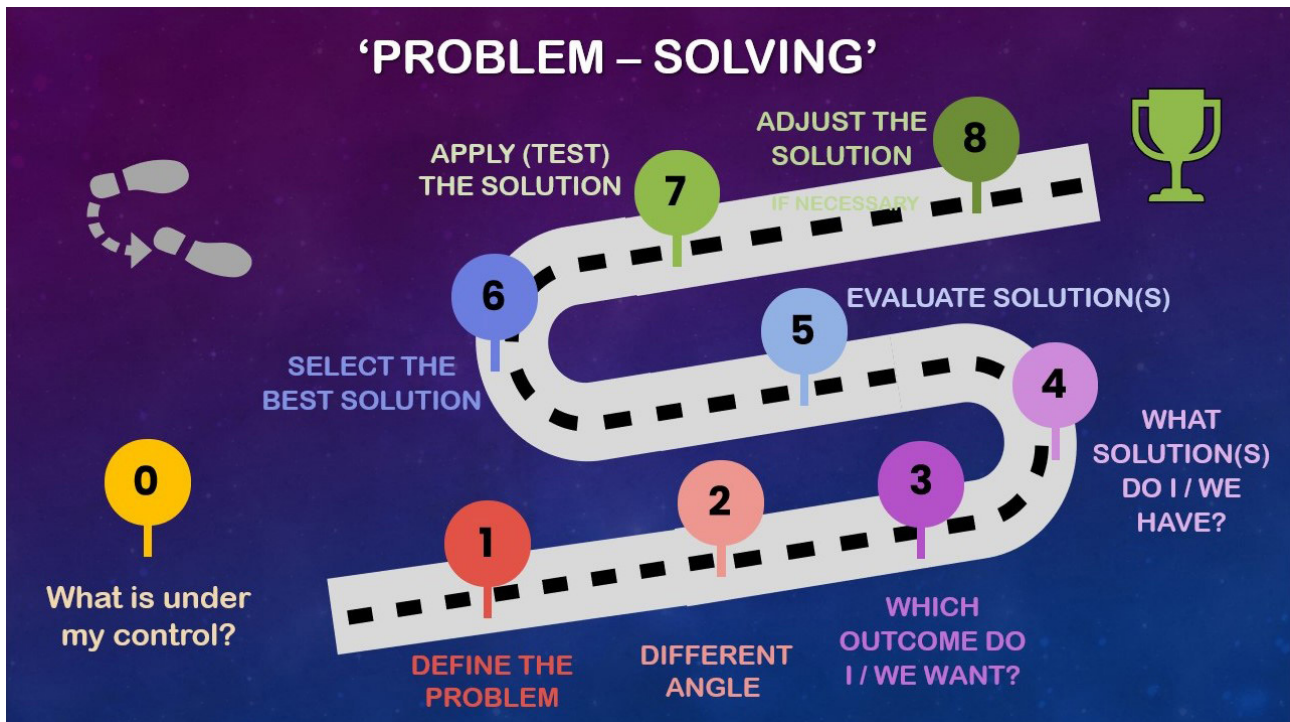 ‘PROBLEM – SOLVING’
0
What is under
my control?
1
DEFINE THE
PROBLEM
2
DIFFERENT
ANGLE
3
WHICH
OUTCOME DO
I / WE WANT?
4
WHAT
SOLUTION(S)
DO I / WE
HAVE?
5
EVALUATE SOLUTION(S)
6
SELECT THE
BEST SOLUTION
7
APPLY (TEST)
THE SOLUTION
8
ADJUST THE
SOLUTION
IF NECESSARY